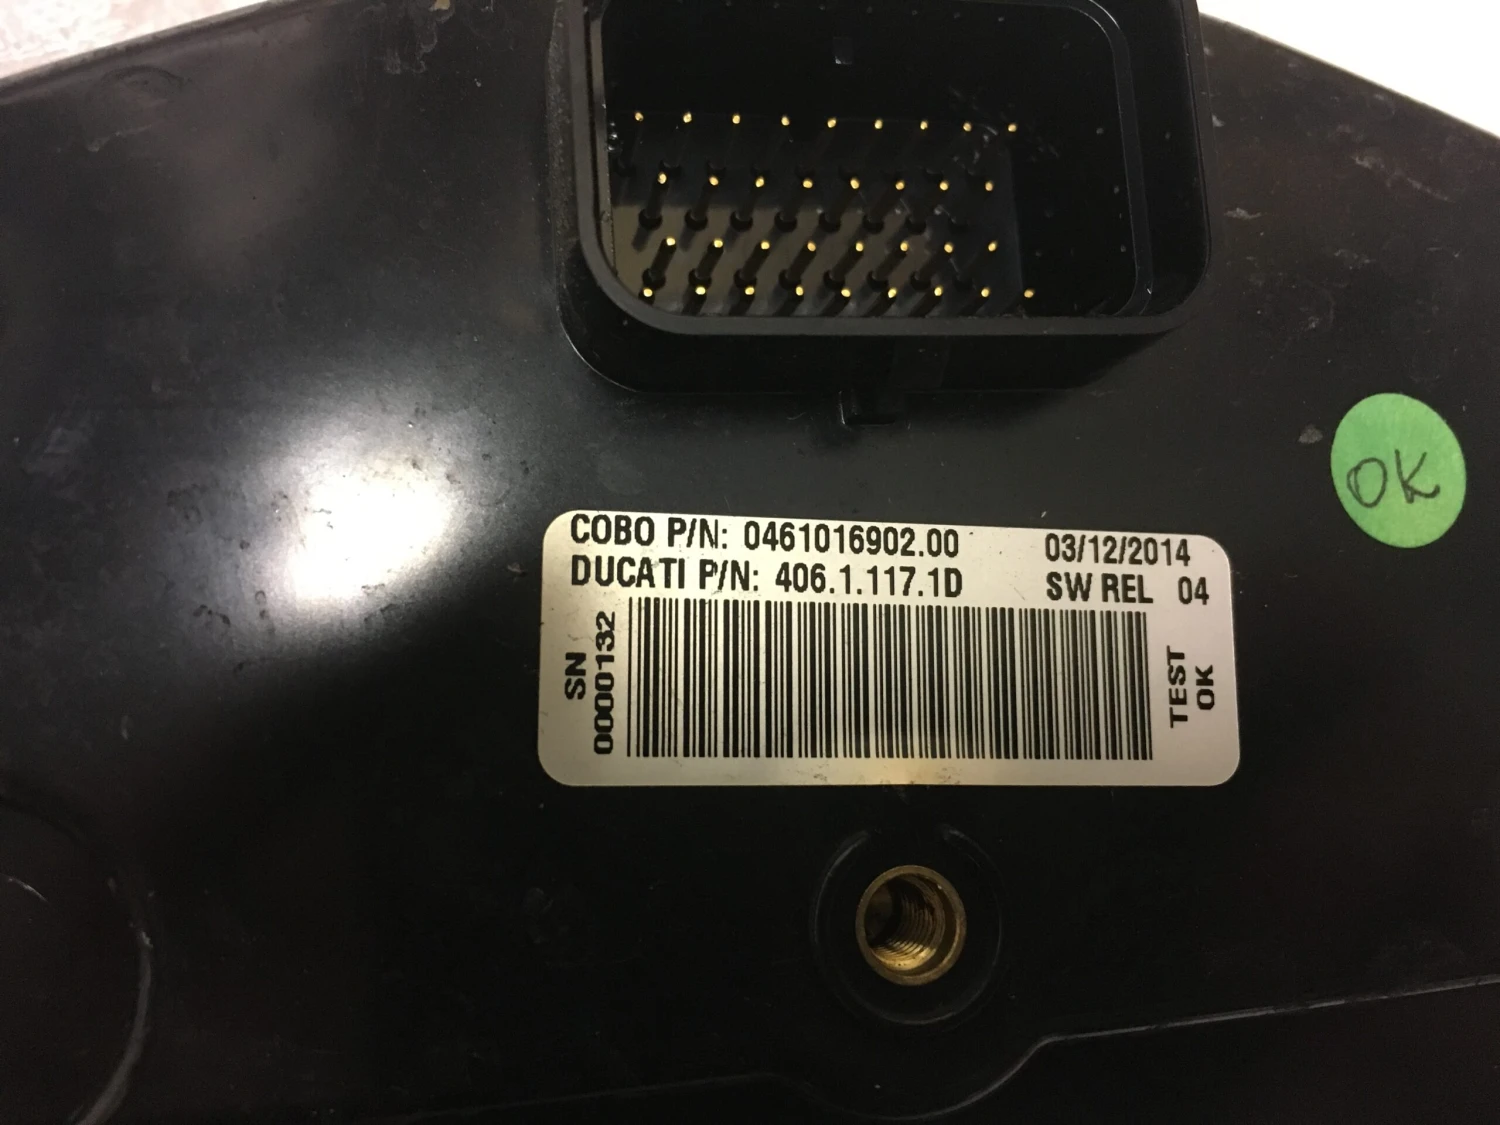 OK
COBO P/N: 0461016902.00 03/12/2014
DUCATI P/N: 406.1.117.1D SW REL 04
SN
0000132
TEST
OK